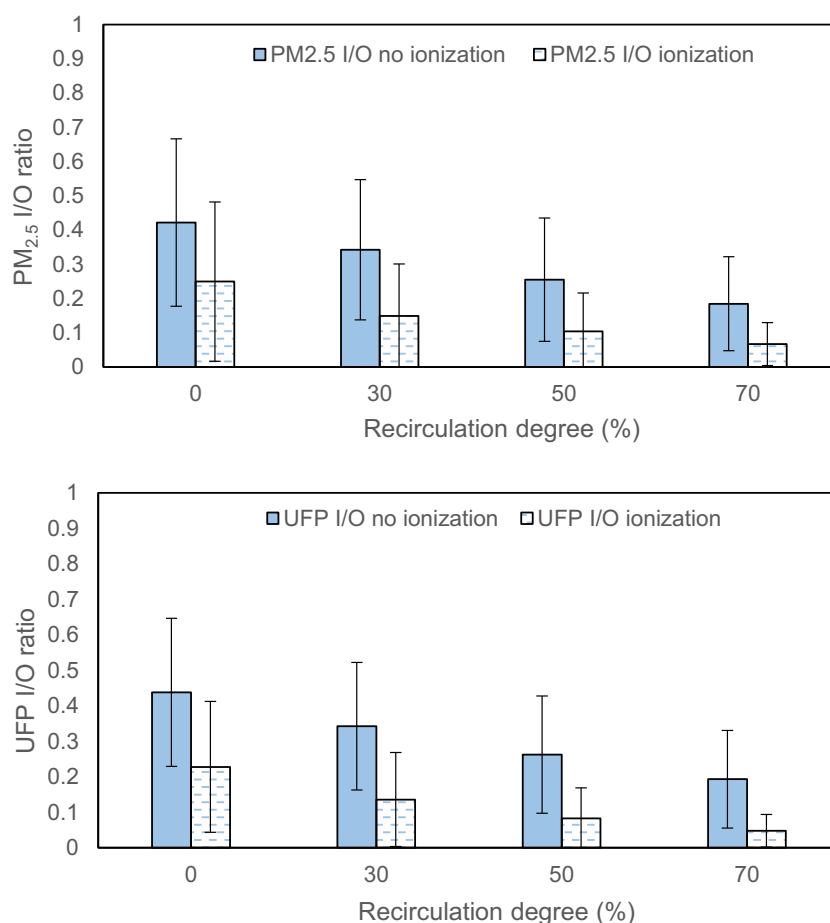 1
PM2.5 I/O no ionization PM2.5 I/O ionization
0.9
0.8
0.7
0.6
0.5
0.4
0.3
0.2
0.1
0
PM2.5 I/O ratio
0 30 50 70
Recirculation degree (%)
1
UFP I/O no ionization UFP I/O ionization
0.9
0.8
0.7
0.6
0.5
0.4
0.3
0.2
0.1
0
UFP I/O ratio
0 30 50 70
Recirculation degree (%)